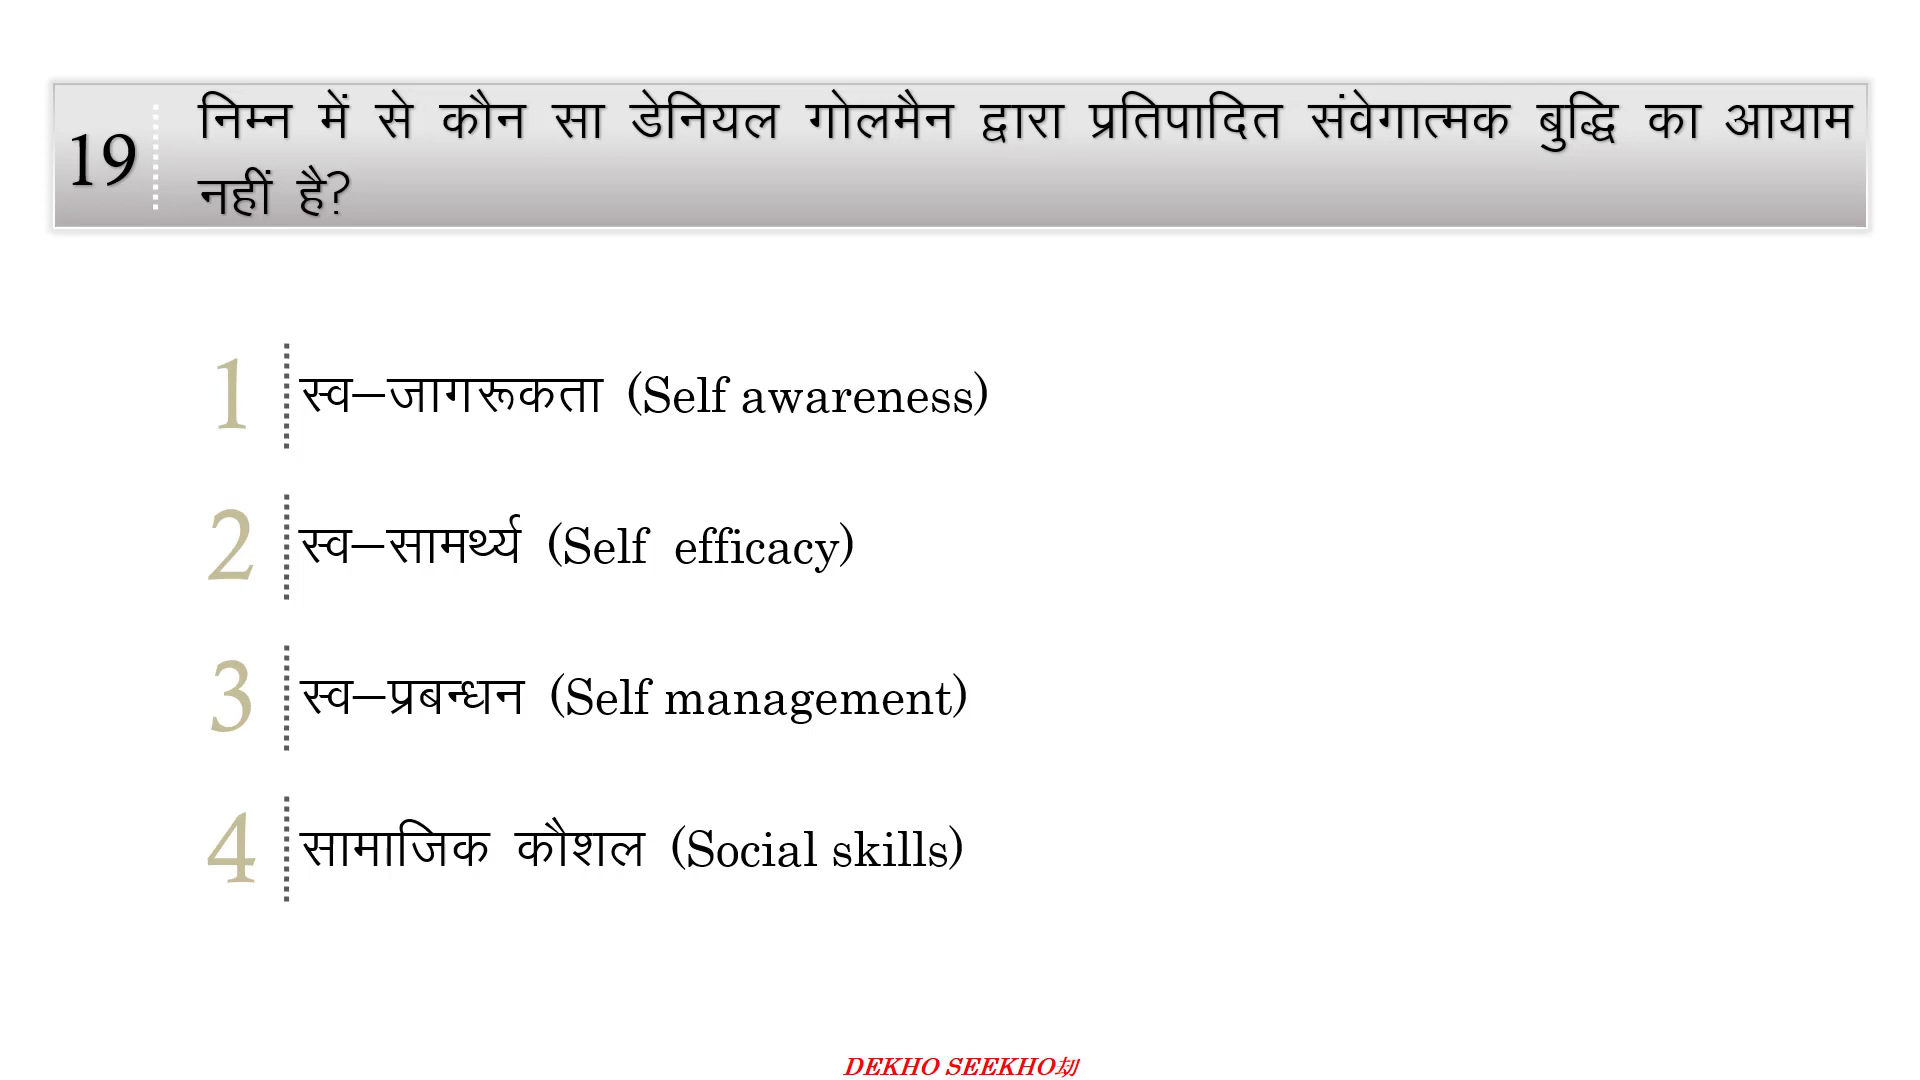 19
निम्न में से कौन सा डेनियल गोलमैन द्वारा प्रतिपादित संवेगात्मक बुद्धि का आयाम
नहीं है?
1 स्व–जागरूकता (Self awareness)
2 स्व–सामर्थ्य (Self efficacy)
3 स्व–प्रबन्धन (Self management)
4 सामाजिक कौशल (Social skills)
DEKHO SEEKHO